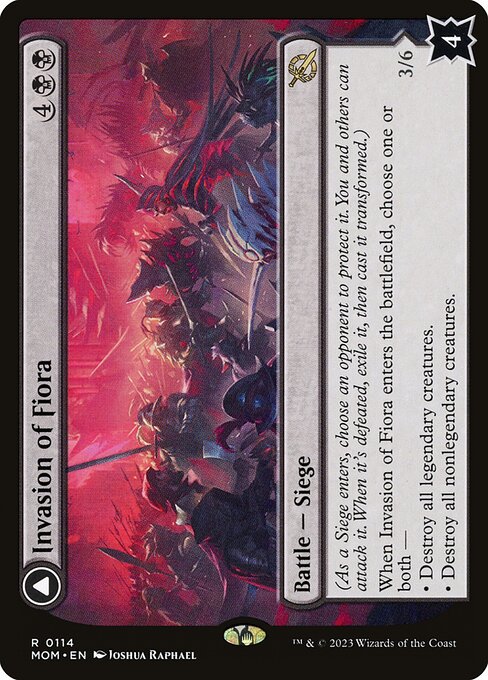 Invasion of Fiora
4
Battle — Siege
(As a Siege enters, choose an opponent to protect it. You and others can
attack it. When it's defeated, exile it, then cast it transformed.)
When Invasion of Fiora enters the battlefield, choose one or
both —
• Destroy all legendary creatures.
• Destroy all nonlegendary creatures.
3/6
4
R 0114
MOM • EN Joshua Raphael
™ & © 2023 Wizards of the Coast